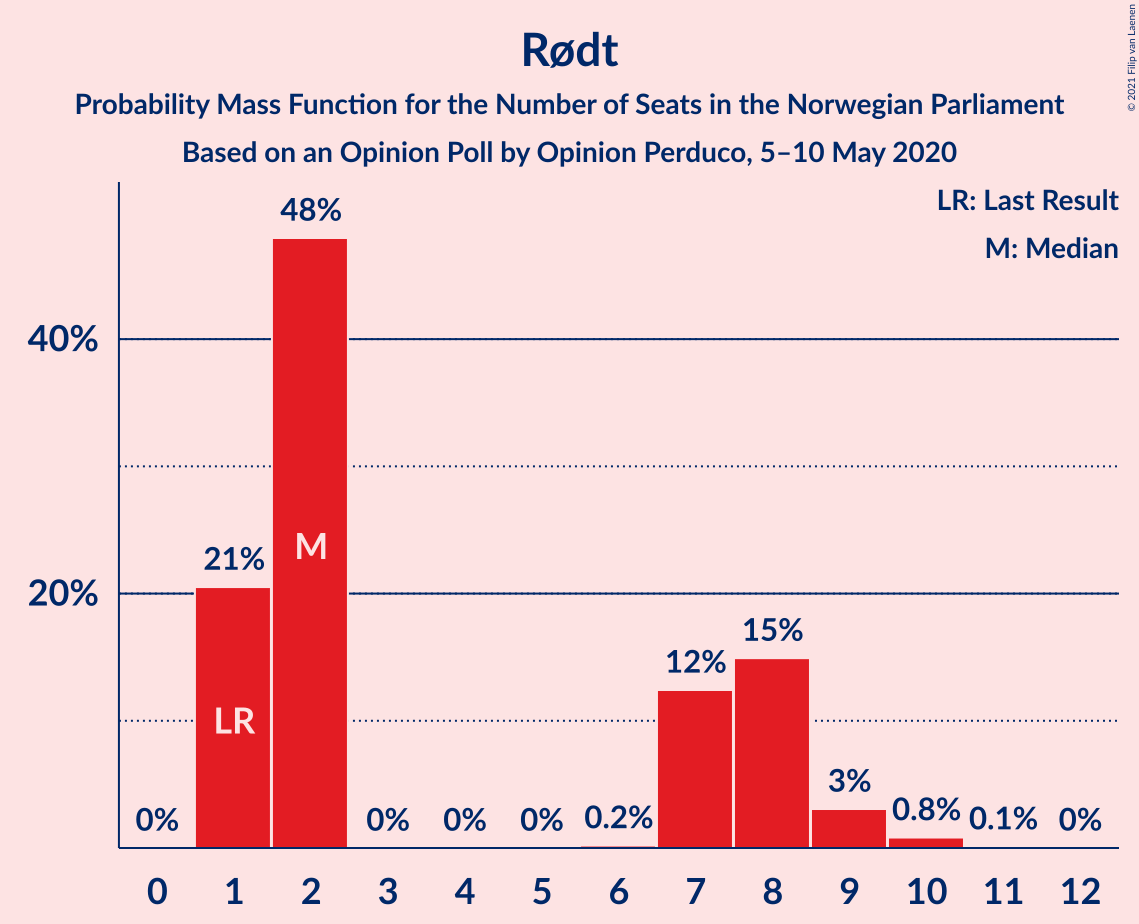 Rødt
Probability Mass Function for the Number of Seats in the Norwegian Parliament
Based on an Opinion Poll by Opinion Perduco, 5–10 May 2020
© 2021 Filip van Laenen
LR: Last Result
M: Median
40%
20%
0%
21%
48%
0%
0%
0%
0.2%
12%
15%
3%
0.8%
0.1%
0%
LR
M
0 1 2 3 4 5 6 7 8 9 10 11 12